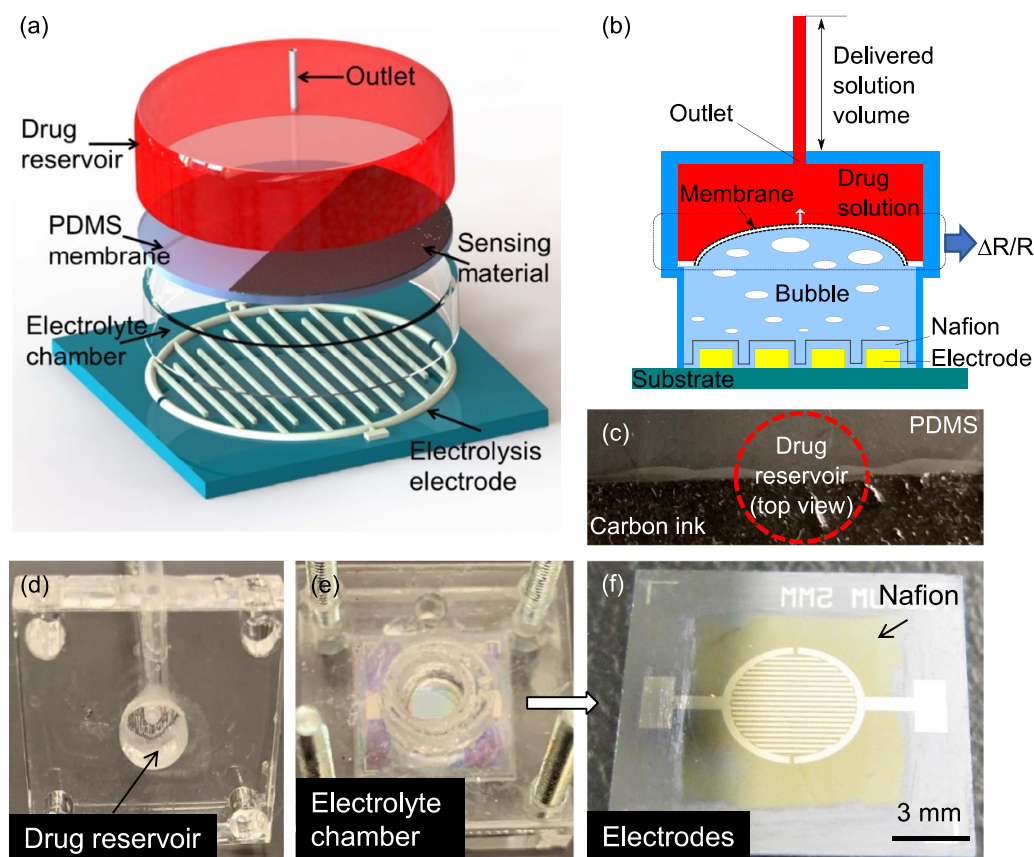 (a)
Outlet
Drug
reservoir
PDMS
membrane
Sensing
material
Electrolyte
chamber
Electrolysis
electrode
(b)
Delivered
solution
volume
Outlet
Membrane
Drug
solution
ΔR/R
Bubble
Nafion
Electrode
Substrate
(c)
PDMS
Drug
reservoir
(top view)
Carbon ink
(d)
Drug reservoir
(e)
Electrolyte
chamber
(f)
5MM
Nafion
Electrodes
3 mm